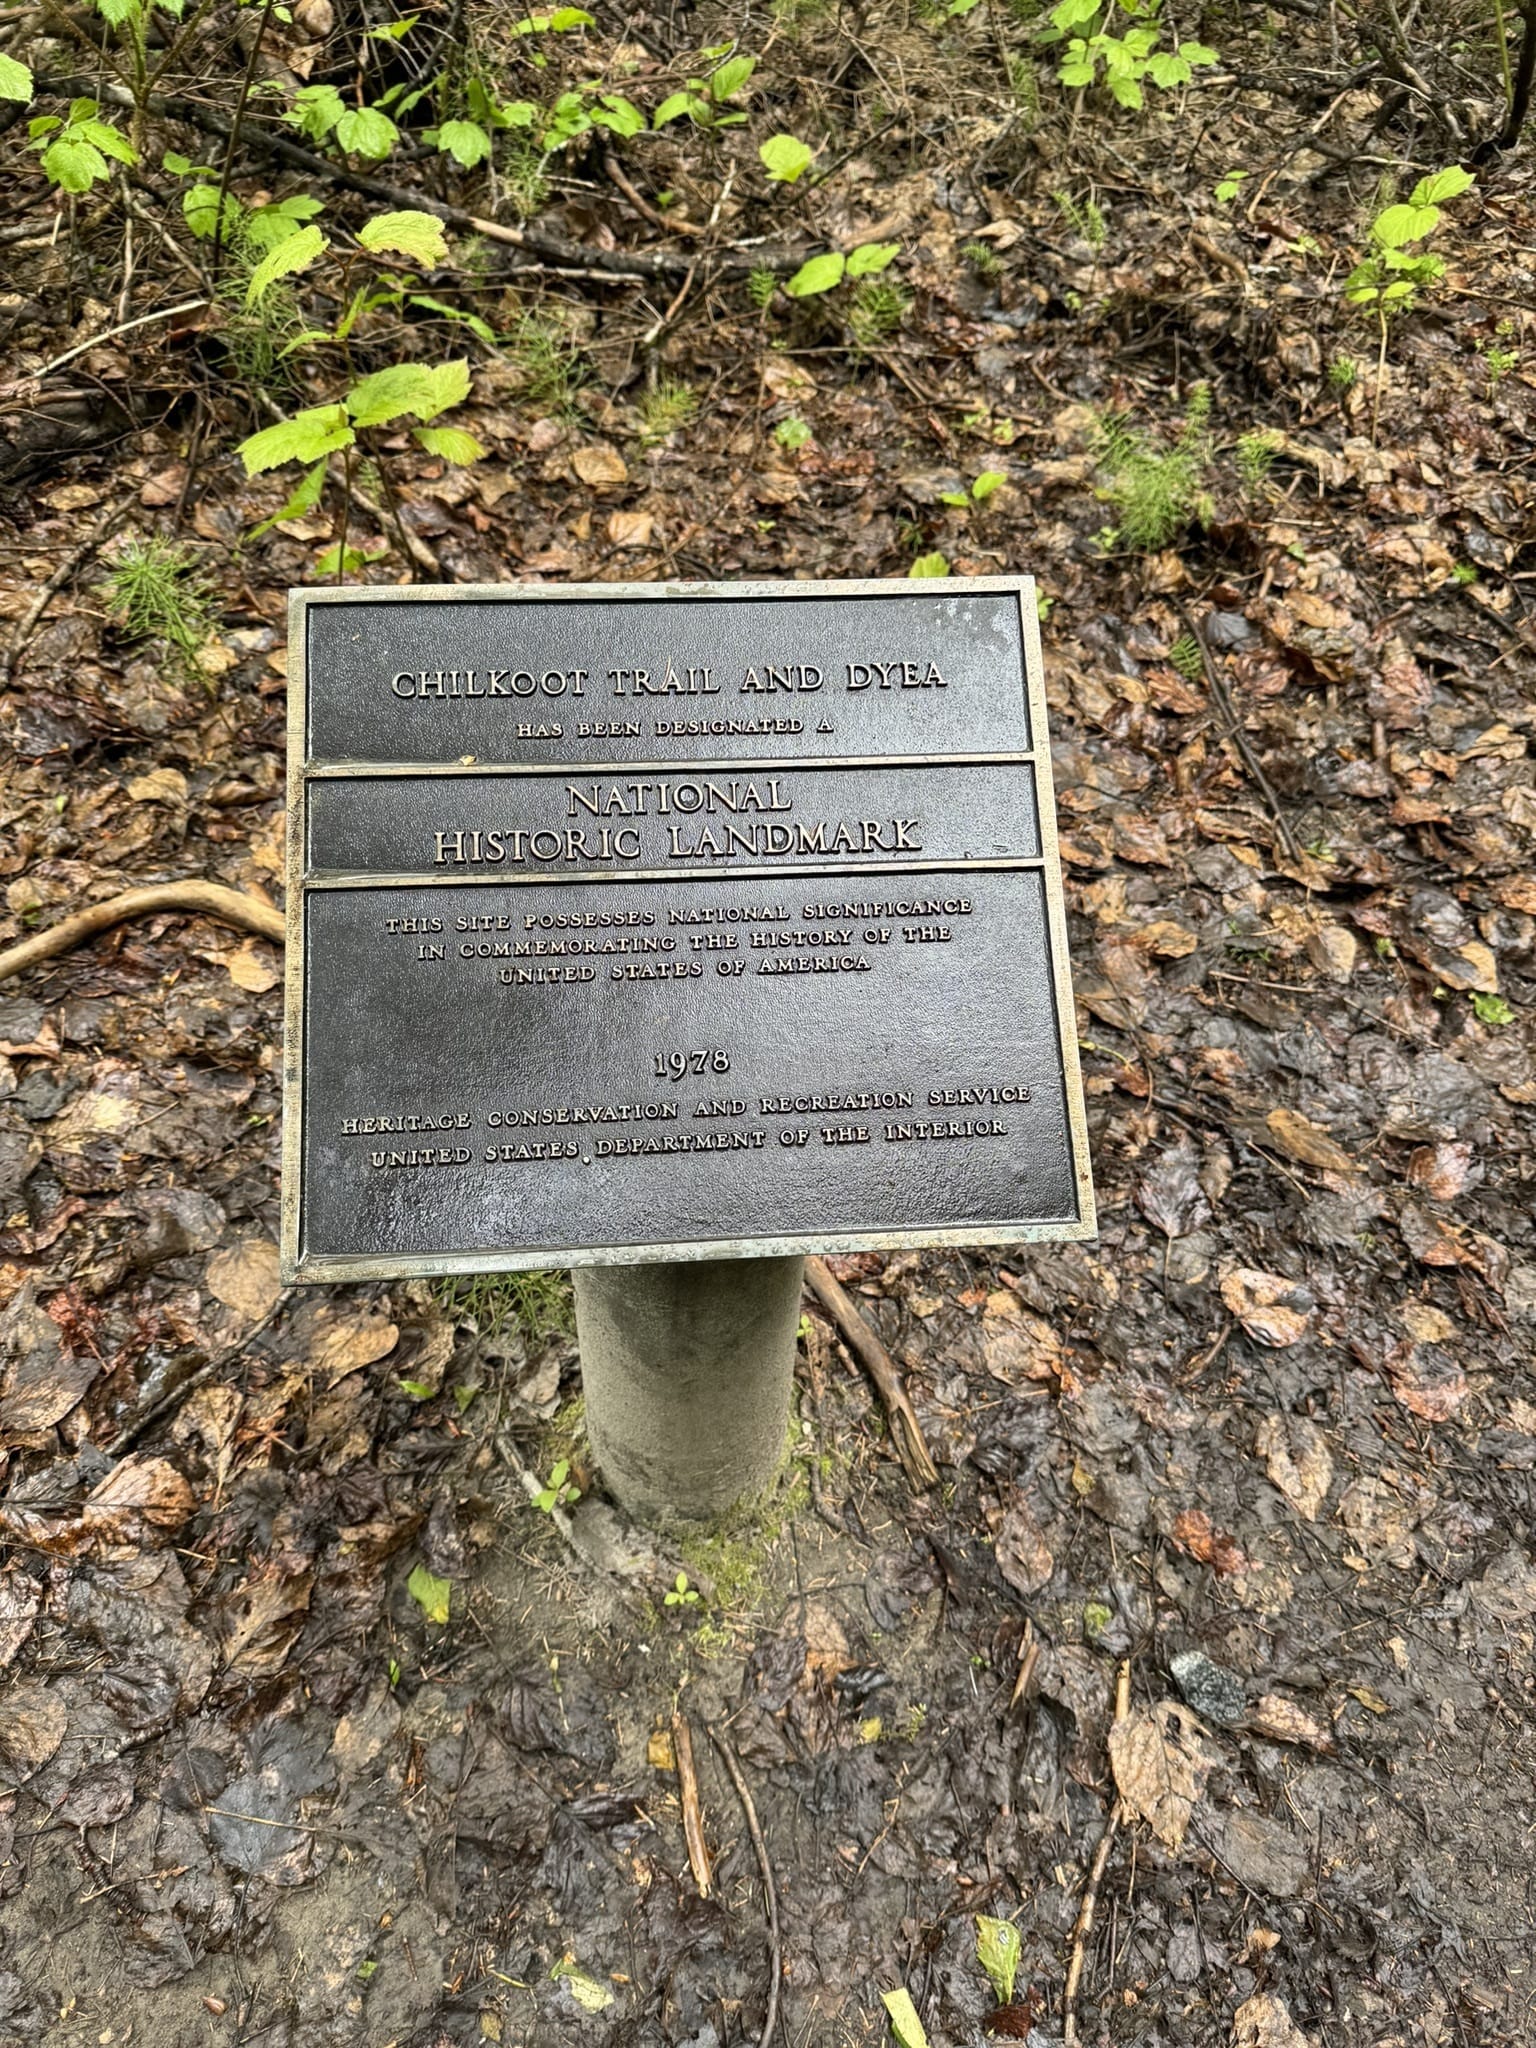 CHILKOOT TRAIL AND DYEA
HAS BEEN DESIGNATED A
NATIONAL
HISTORIC LANDMARK
THIS SITE POSSESSES NATIONAL SIGNIFICANCE
IN COMMEMORATING THE HISTORY OF THE
UNITED STATES OF AMERICA
1978
HERITAGE CONSERVATION AND RECREATION SERVICE
UNITED STATES DEPARTMENT OF THE INTERIOR